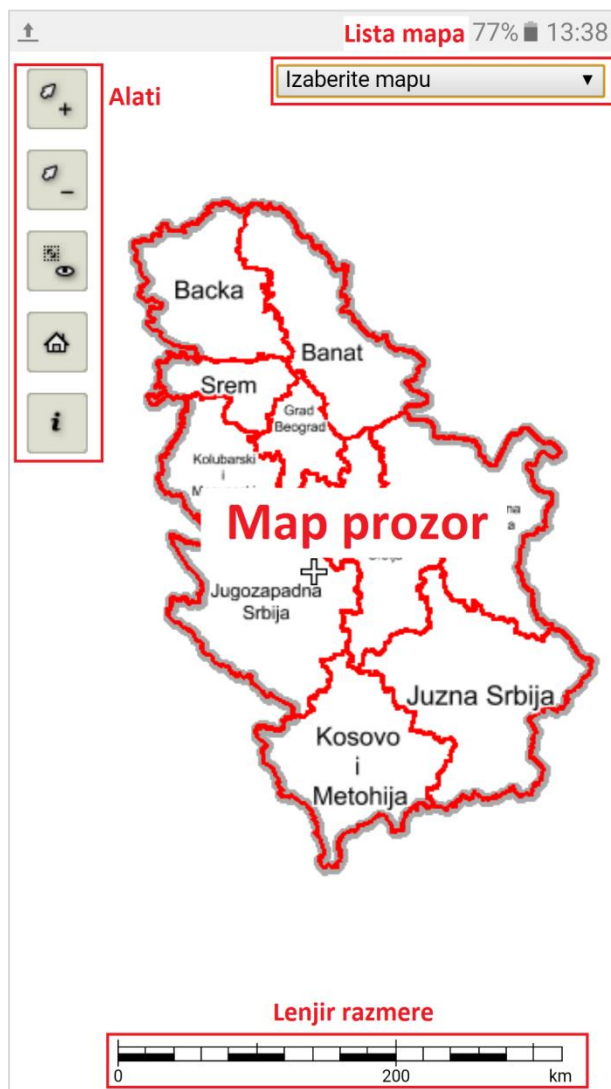 Lista mapa 77% 13:38
Alati
Izaberite mapu
Backa
Banat
Srem
Grad
Beograd
Kolubarski
i
Map prozor
na
a
Jugozapadna
Srbija
Juzna Srbija
Kosovo
i
Metohija
Lenjir razmere
0 200 km